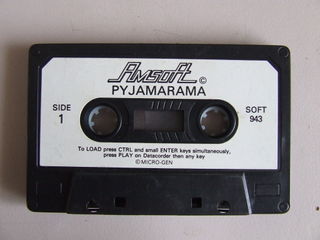 Amsoft ©
PYJAMARAMA
SIDE
1
SOFT
943
To LOAD press CTRL and small ENTER keys simultaneously,
press PLAY on Datacorder then any key
© MICRO-GEN